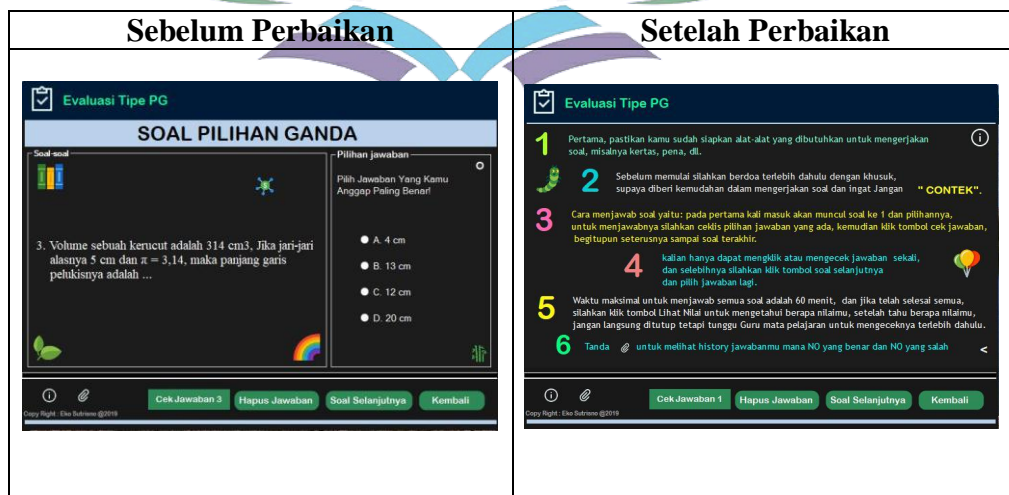 Sebelum Perbaikan
Setelah Perbaikan
Evaluasi Tipe PG
SOAL PILIHAN GANDA
Soal-soal
3. Volume sebuah kerucut adalah 314 cm3, Jika jari-jari
alasnya 5 cm dan π = 3,14, maka panjang garis
pelukisnya adalah ...
Pilihan jawaban
Pilih Jawaban Yang Kamu
Anggap Paling Benar!
A. 4 cm
B. 13 cm
C. 12 cm
D. 20 cm
Cek Jawaban 3
Hapus Jawaban
Soal Selanjutnya
Kembali
Copy Right : Eko Sutrisno @2019
Evaluasi Tipe PG
1 Pertama, pastikan kamu sudah siapkan alat-alat yang dibutuhkan untuk mengerjakan
soal, misalnya kertas, pena, dll.
2 Sebelum memulai silahkan berdoa terlebih dahulu dengan khusuk,
supaya diberi kemudahan dalam mengerjakan soal dan ingat Jangan " CONTEK".
3 Cara menjawab soal yaitu: pada pertama kali masuk akan muncul soal ke 1 dan pilihannya,
untuk menjawabnya silahkan ceklis pilihan jawaban yang ada, kemudian klik tombol cek jawaban,
begitupun seterusnya sampai soal terakhir.
4 kalian hanya dapat mengklik atau mengecek jawaban sekali,
dan selebihnya silahkan klik tombol soal selanjutnya
dan pilih jawaban lagi.
5 Waktu maksimal untuk menjawab semua soal adalah 60 menit, dan jika telah selesai semua,
silahkan klik tombol Lihat Nilai untuk mengetahui berapa nilaimu, setelah tahu berapa nilaimu,
jangan langsung ditutup tetapi tunggu Guru mata pelajaran untuk mengeceknya terlebih dahulu.
6 Tanda untuk melihat history jawabanmu mana NO yang benar dan NO yang salah <
Cek Jawaban 1
Hapus Jawaban
Soal Selanjutnya
Kembali
Copy Right : Eko Sutrisno @2019